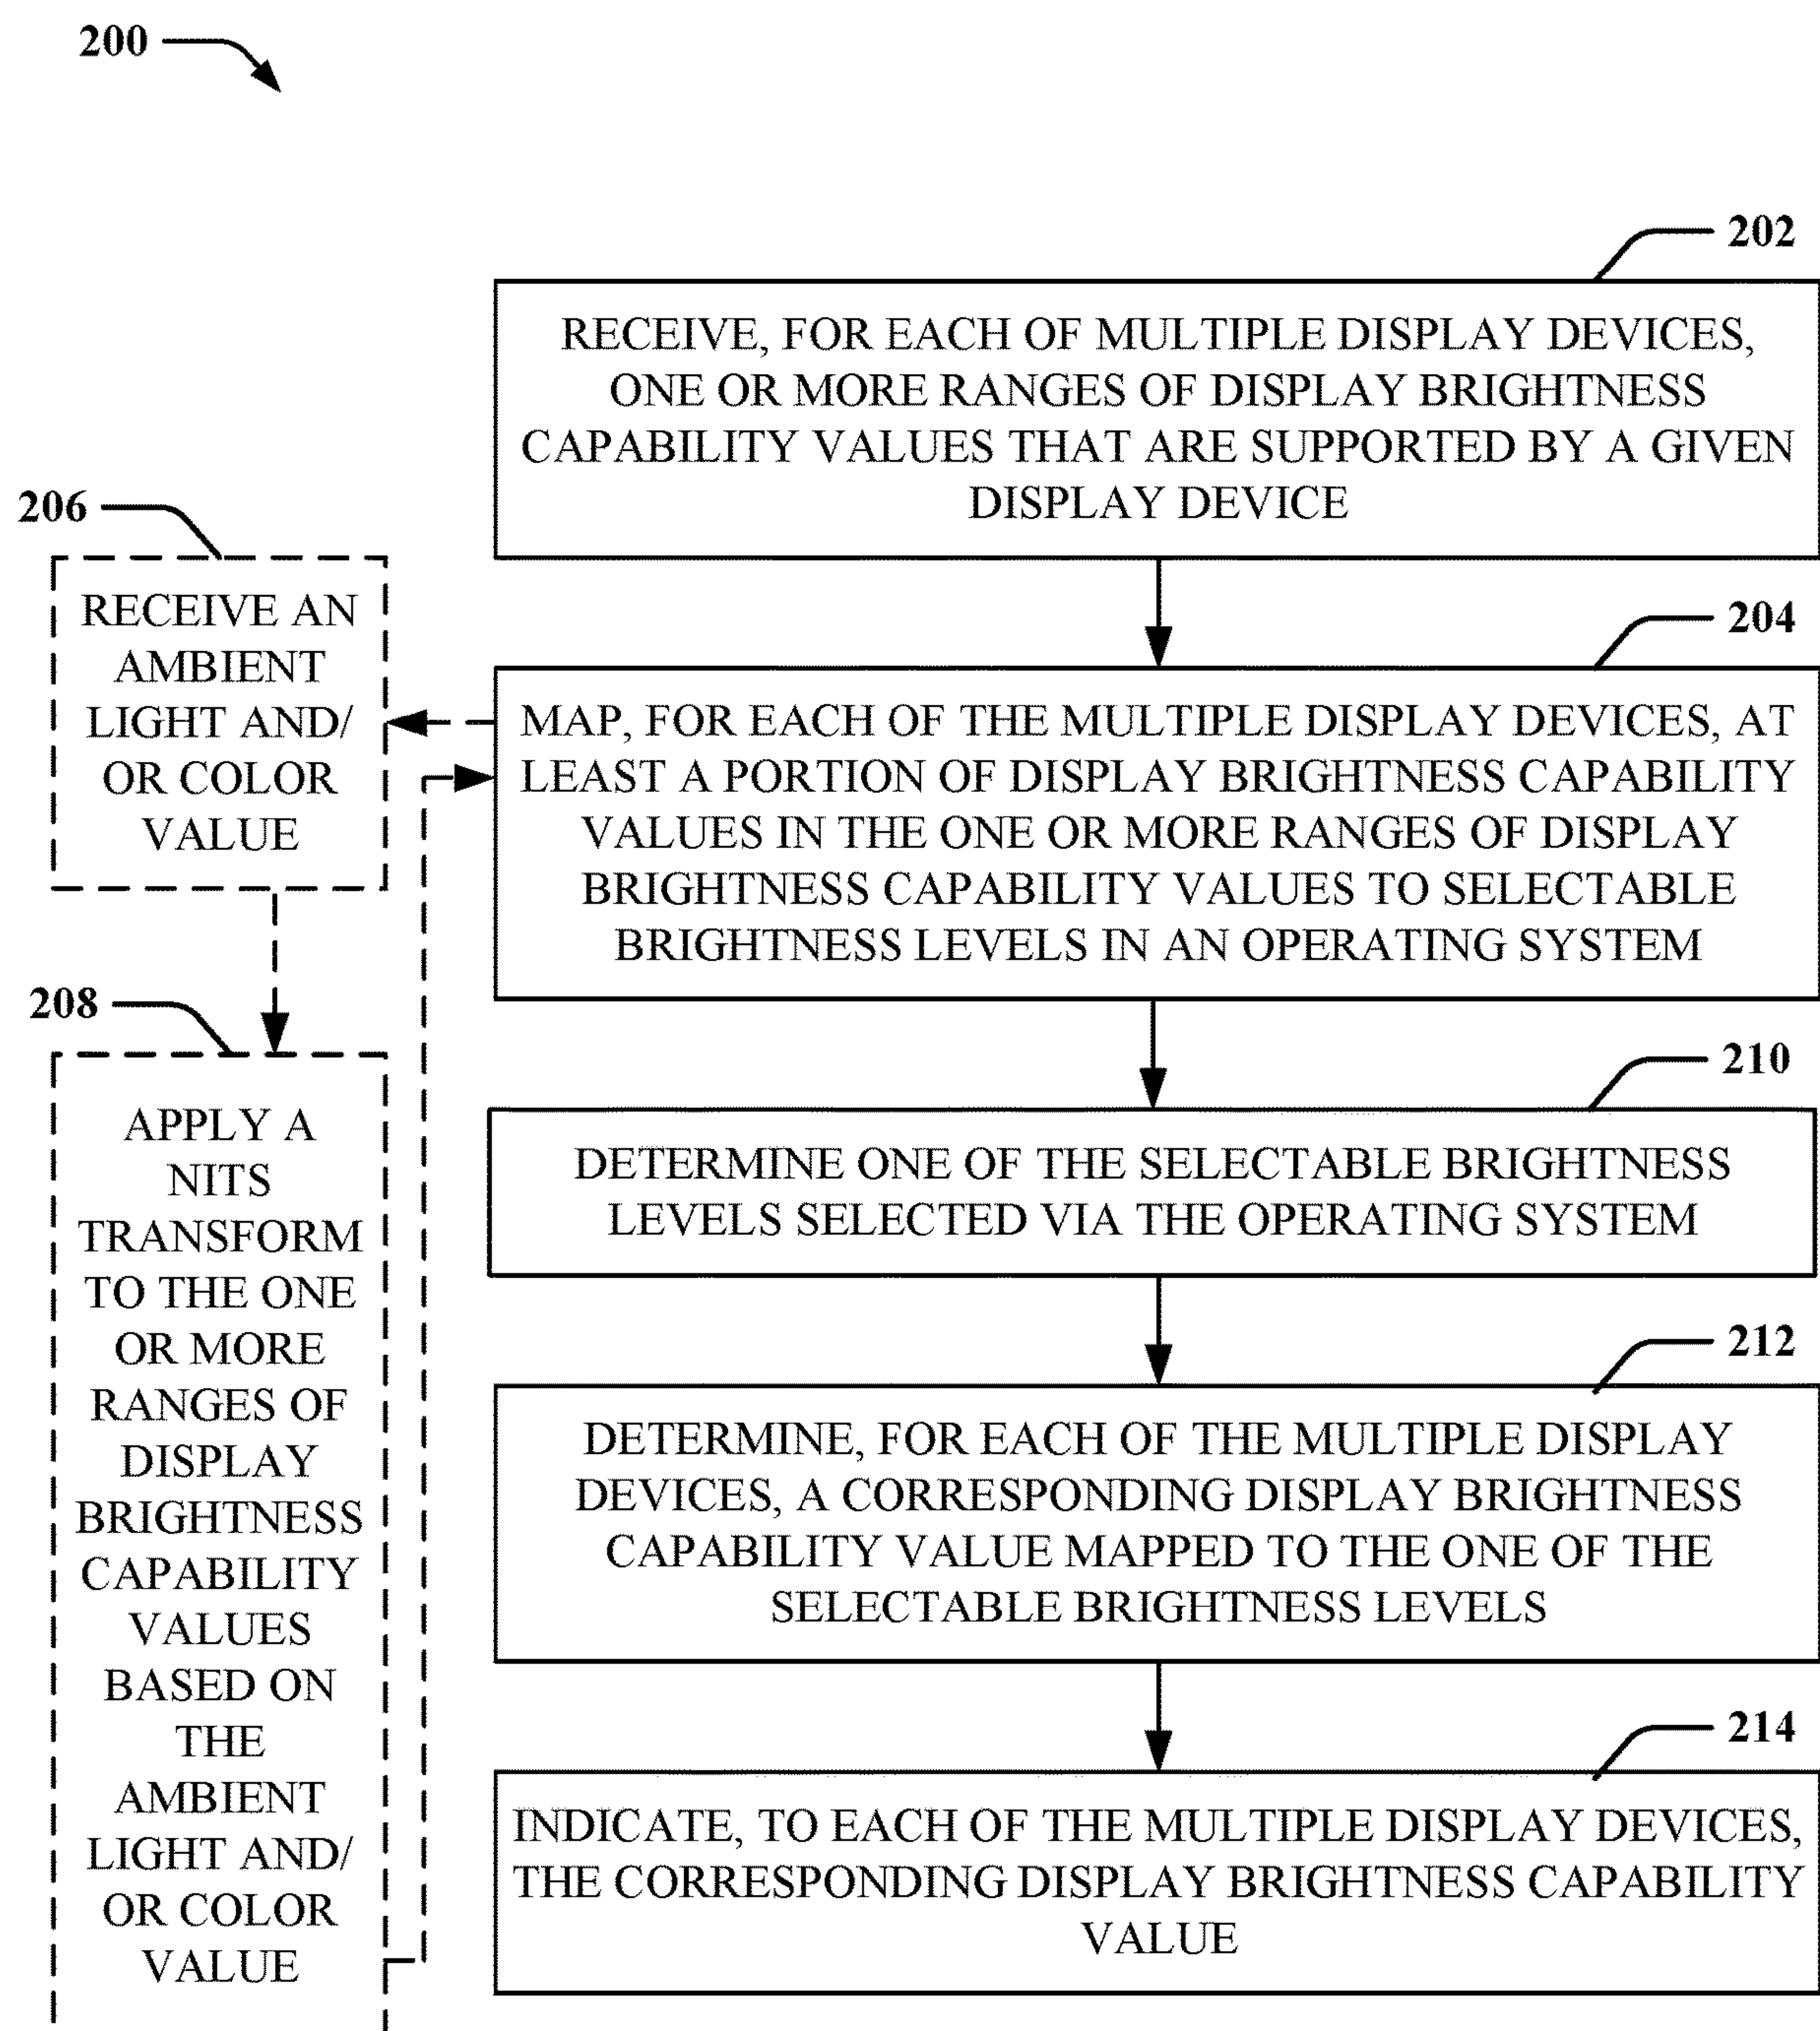 200
202
RECEIVE, FOR EACH OF MULTIPLE DISPLAY DEVICES,
ONE OR MORE RANGES OF DISPLAY BRIGHTNESS
CAPABILITY VALUES THAT ARE SUPPORTED BY A GIVEN
DISPLAY DEVICE
204
MAP, FOR EACH OF THE MULTIPLE DISPLAY DEVICES, AT
LEAST A PORTION OF DISPLAY BRIGHTNESS CAPABILITY
VALUES IN THE ONE OR MORE RANGES OF DISPLAY
BRIGHTNESS CAPABILITY VALUES TO SELECTABLE
BRIGHTNESS LEVELS IN AN OPERATING SYSTEM
206
RECEIVE AN
AMBIENT
LIGHT AND/
OR COLOR
VALUE
208
APPLY A
NITS
TRANSFORM
TO THE ONE
OR MORE
RANGES OF
DISPLAY
BRIGHTNESS
CAPABILITY
VALUES
BASED ON
THE
AMBIENT
LIGHT AND/
OR COLOR
VALUE
210
DETERMINE ONE OF THE SELECTABLE BRIGHTNESS
LEVELS SELECTED VIA THE OPERATING SYSTEM
212
DETERMINE, FOR EACH OF THE MULTIPLE DISPLAY
DEVICES, A CORRESPONDING DISPLAY BRIGHTNESS
CAPABILITY VALUE MAPPED TO THE ONE OF THE
SELECTABLE BRIGHTNESS LEVELS
214
INDICATE, TO EACH OF THE MULTIPLE DISPLAY DEVICES,
THE CORRESPONDING DISPLAY BRIGHTNESS CAPABILITY
VALUE